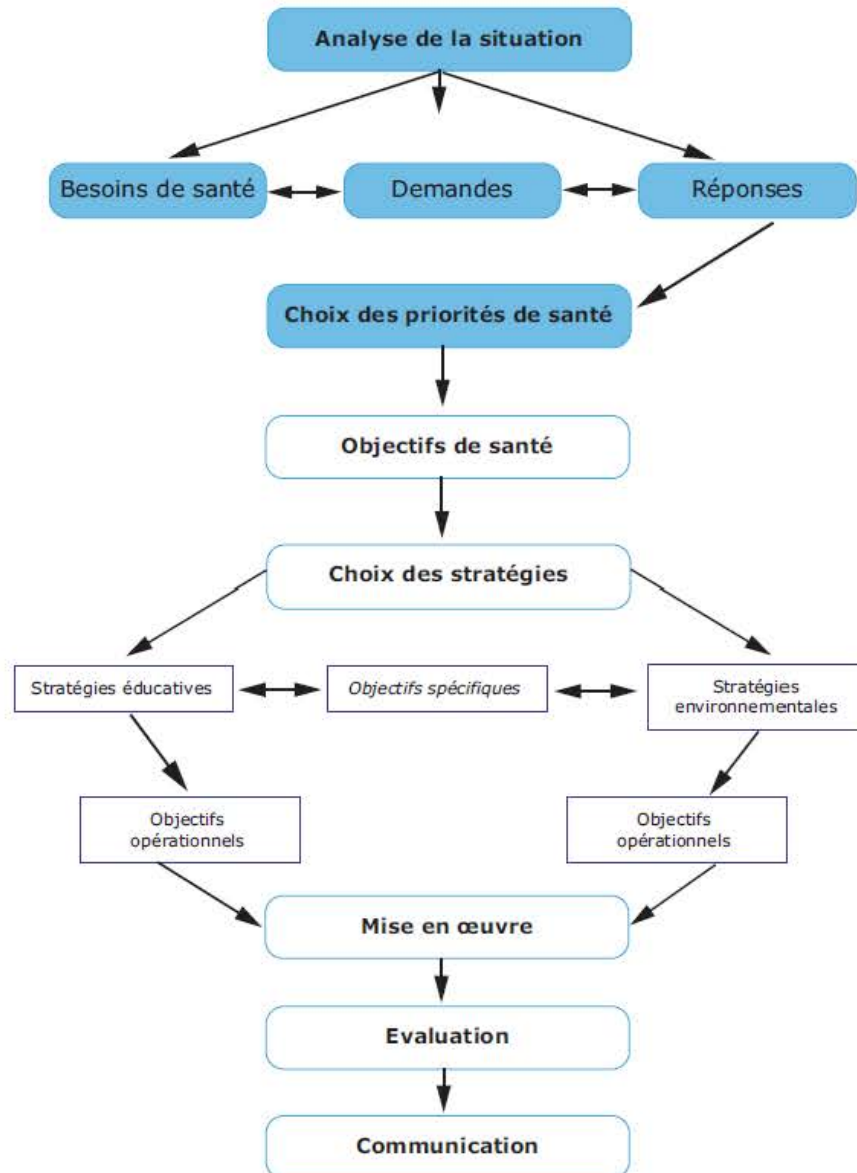 Analyse de la situation
Besoins de santé
Demandes
Réponses
Choix des priorités de santé
Objectifs de santé
Choix des stratégies
Stratégies éducatives
Objectifs spécifiques
Stratégies
environnementales
Objectifs
opérationnels
Objectifs
opérationnels
Mise en œuvre
Evaluation
Communication